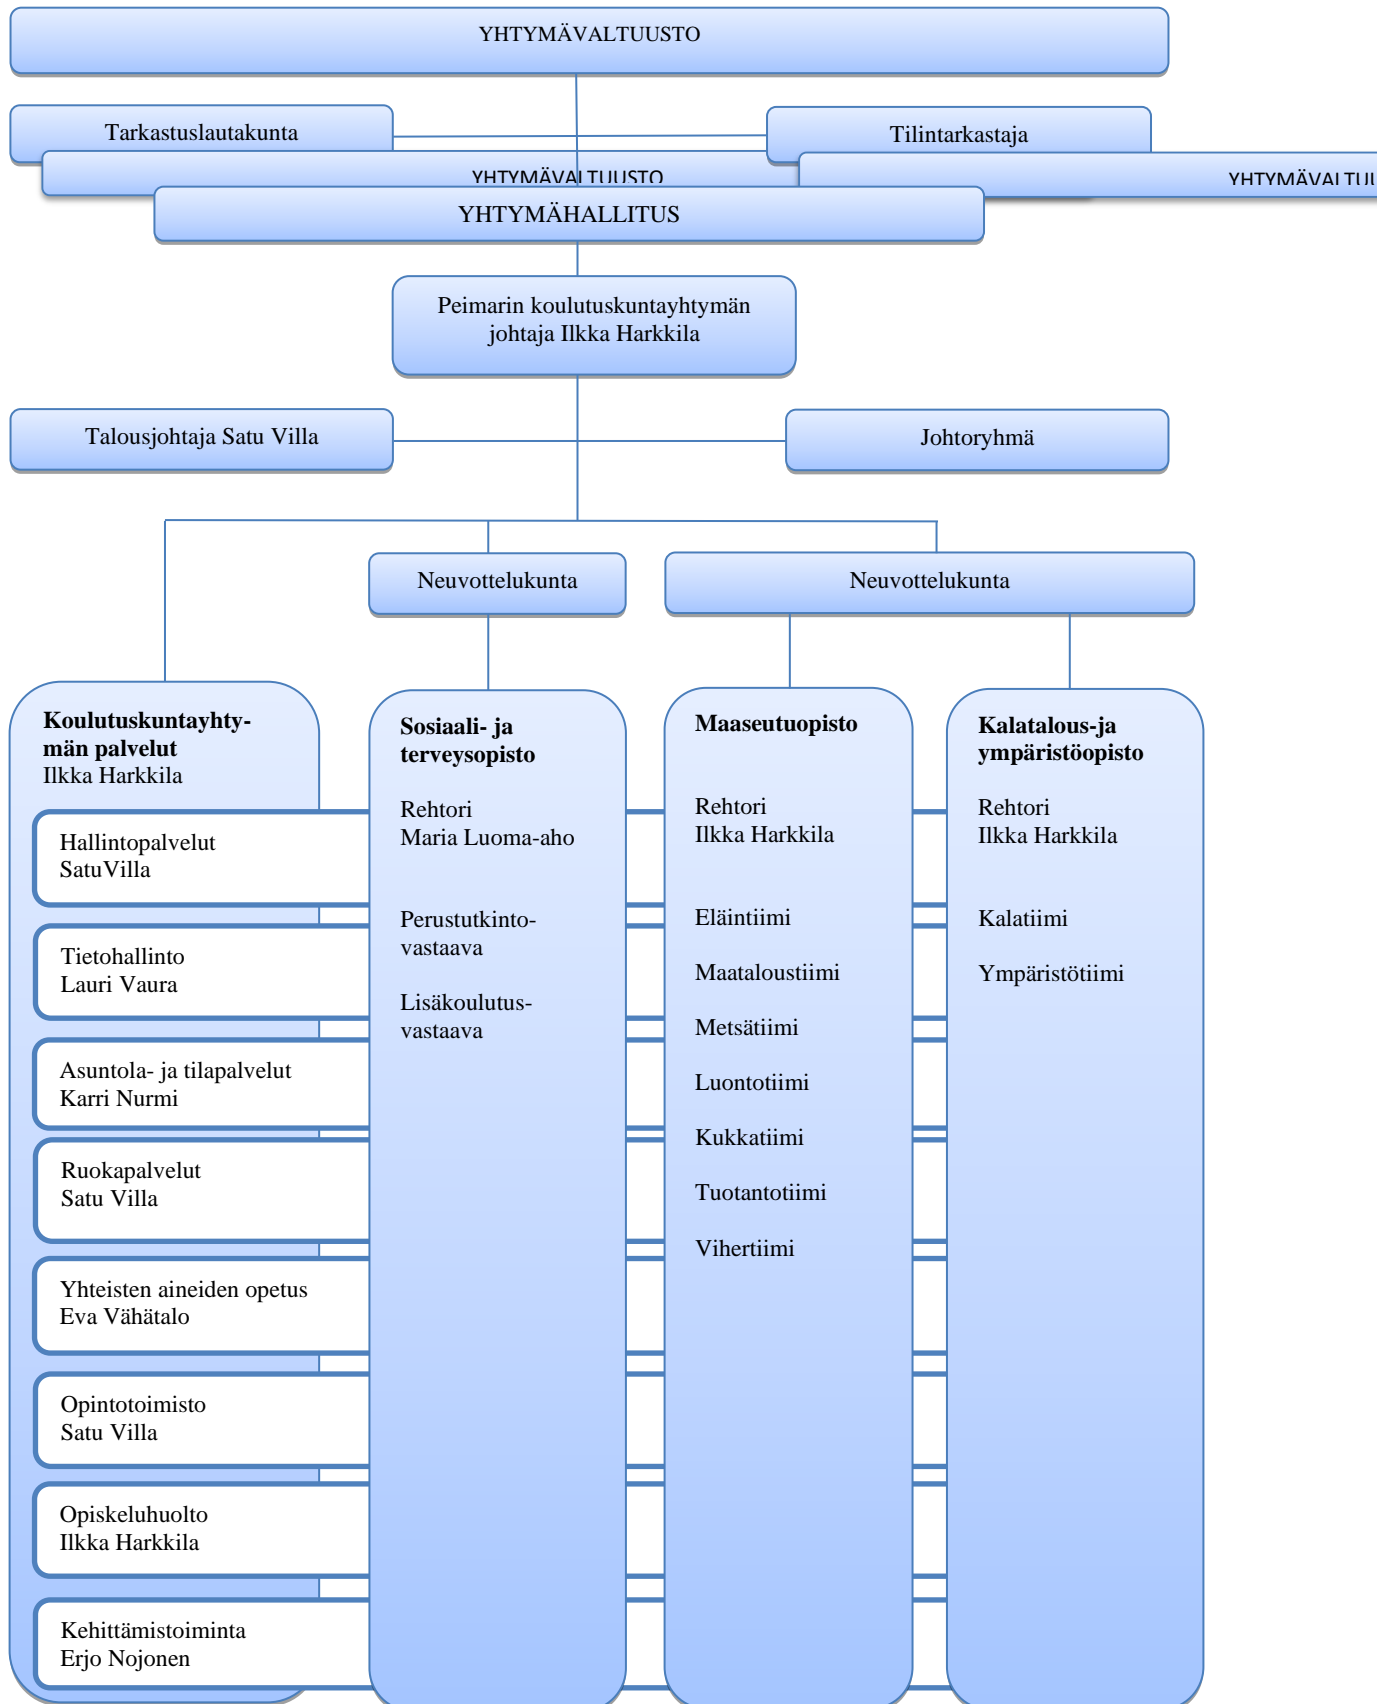 YHTYMÄVALTUUSTO
Tarkastuslautakunta
Tilintarkastaja
YHTYMÄVALTUUSTO
YHTYMÄVALTUU
YHTYMÄHALLITUS
Peimarin koulutuskuntayhtymän
johtaja Ilkka Harkkila
Talousjohtaja Satu Villa
Johtoryhmä
Neuvottelukunta
Neuvottelukunta
Koulutuskuntayhty-
män palvelut
Ilkka Harkkila
Hallintopalvelut
SatuVilla
Tietohallinto
Lauri Vaura
Asuntola- ja tilapalvelut
Karri Nurmi
Ruokapalvelut
Satu Villa
Yhteisten aineiden opetus
Eva Vähätalo
Opintotoimisto
Satu Villa
Opiskeluhuolto
Ilkka Harkkila
Kehittämistoiminta
Erjo Nojonen
Sosiaali- ja
terveysopisto
Rehtori
Maria Luoma-aho
Perustutkinto-
vastaava
Lisäkoulutus-
vastaava
Maaseutuopisto
Rehtori
Ilkka Harkkila
Eläintiimi
Maataloustiimi
Metsätiimi
Luontotiimi
Kukkatiimi
Tuotantotiimi
Vihertiimi
Kalatalous-ja
ympäristöopisto
Rehtori
Ilkka Harkkila
Kalatiimi
Ympäristötiimi